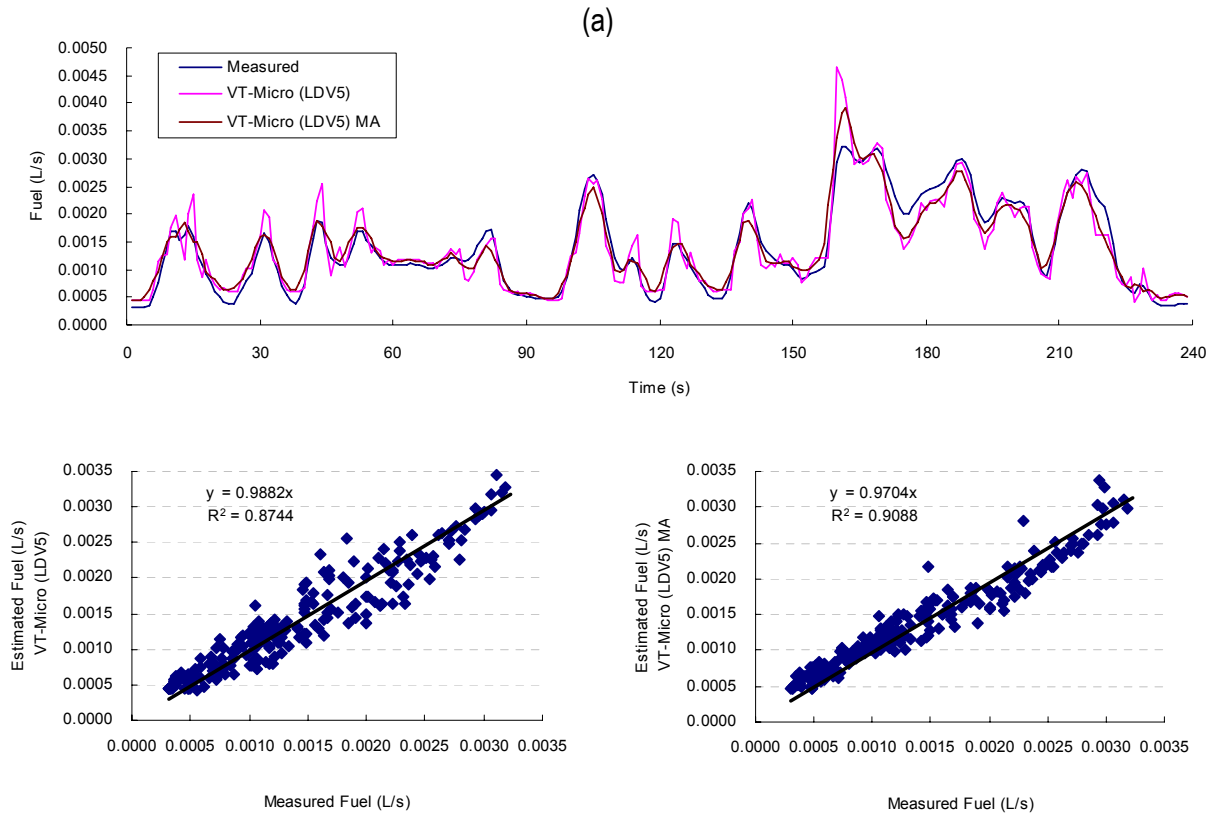 (a)
0.0050
0.0045
0.0040
0.0035
0.0030
0.0025
0.0020
0.0015
0.0010
0.0005
0.0000
Fuel (L/s)
Measured
VT-Micro (LDV5)
VT-Micro (LDV5) MA
0 30 60 90 120 150 180 210 240
Time (s)
0.0035
0.0030
0.0025
0.0020
0.0015
0.0010
0.0005
0.0000
Estimated Fuel (L/s)
VT-Micro (LDV5)
y = 0.9882x
R² = 0.8744
0.0000 0.0005 0.0010 0.0015 0.0020 0.0025 0.0030 0.0035
Measured Fuel (L/s)
0.0035
0.0030
0.0025
0.0020
0.0015
0.0010
0.0005
0.0000
Estimated Fuel (L/s)
VT-Micro (LDV5) MA
y = 0.9704x
R² = 0.9088
0.0000 0.0005 0.0010 0.0015 0.0020 0.0025 0.0030 0.0035
Measured Fuel (L/s)